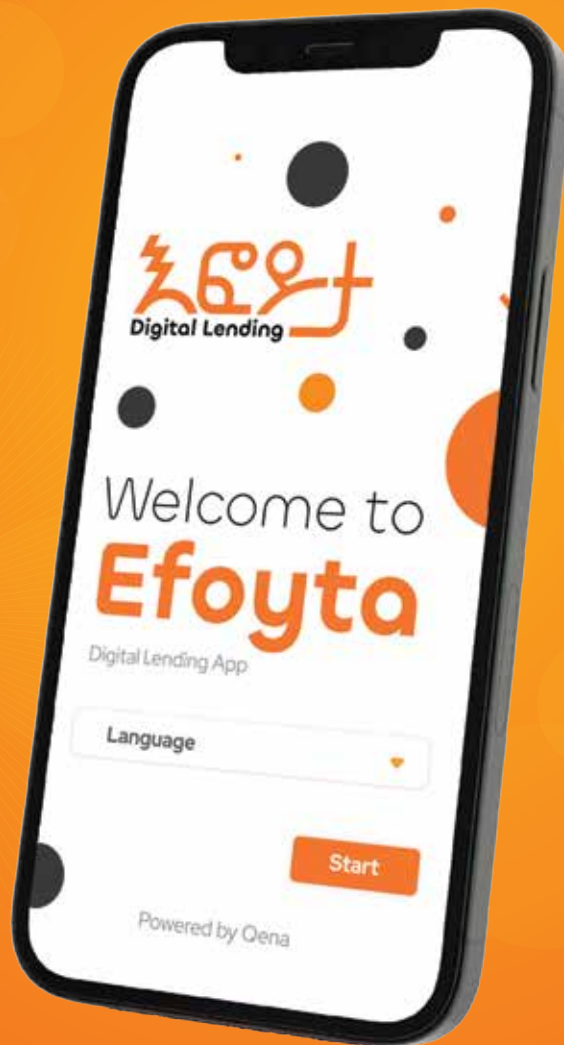 እፎይታ
Digital Lending
Welcome to
Efoyta
Digital Lending App
Language
Start
Powered by Qena